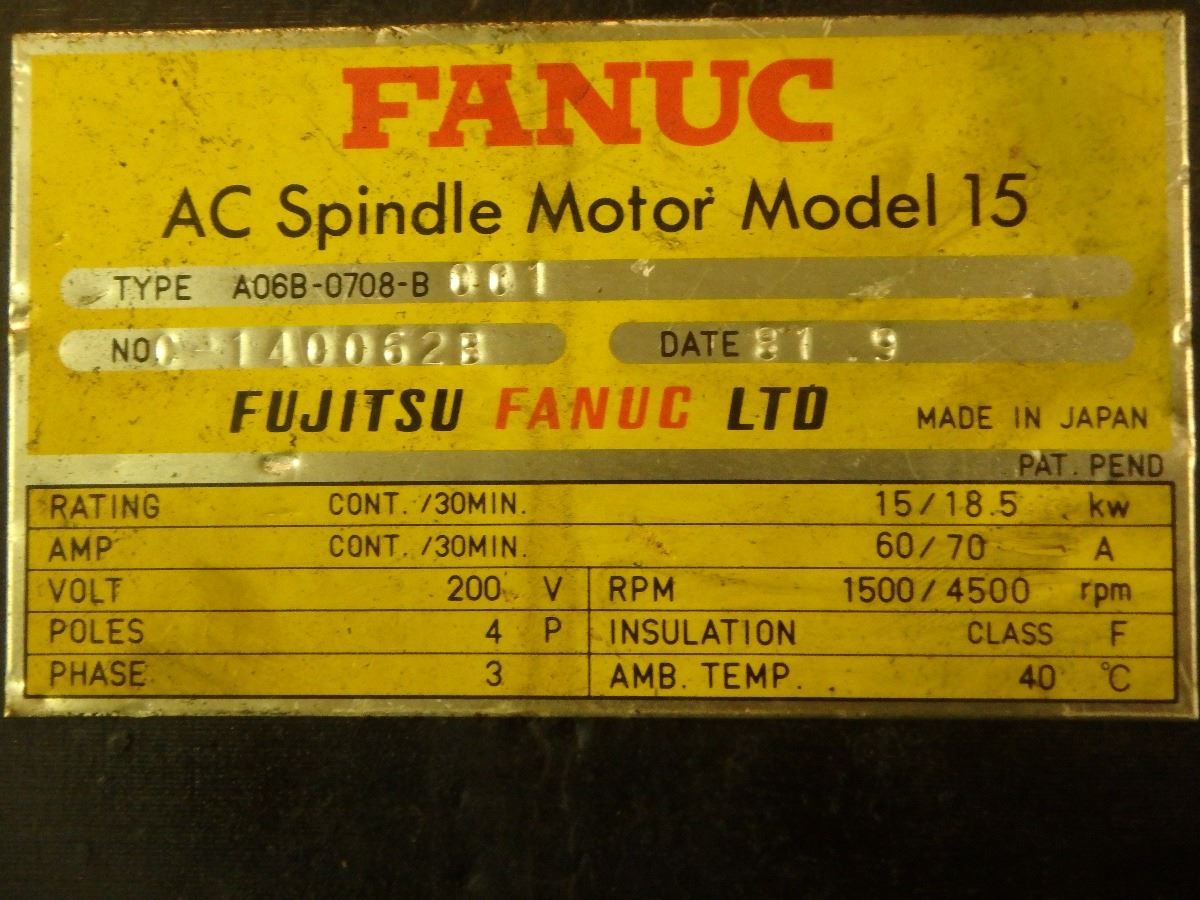 FANUC
AC Spindle Motor Model 15
TYPE A06B-0708-B 001
NO. DATE 81.9
FUJITSU FANUC LTD MADE IN JAPAN
PAT. PEND
RATING CONT. /30MIN. 15/18.5 kw
AMP CONT. /30MIN. 60/70 A
VOLT 200 V RPM 1500/4500 rpm
POLES 4 P INSULATION CLASS F
PHASE 3 AMB. TEMP. 40 °C